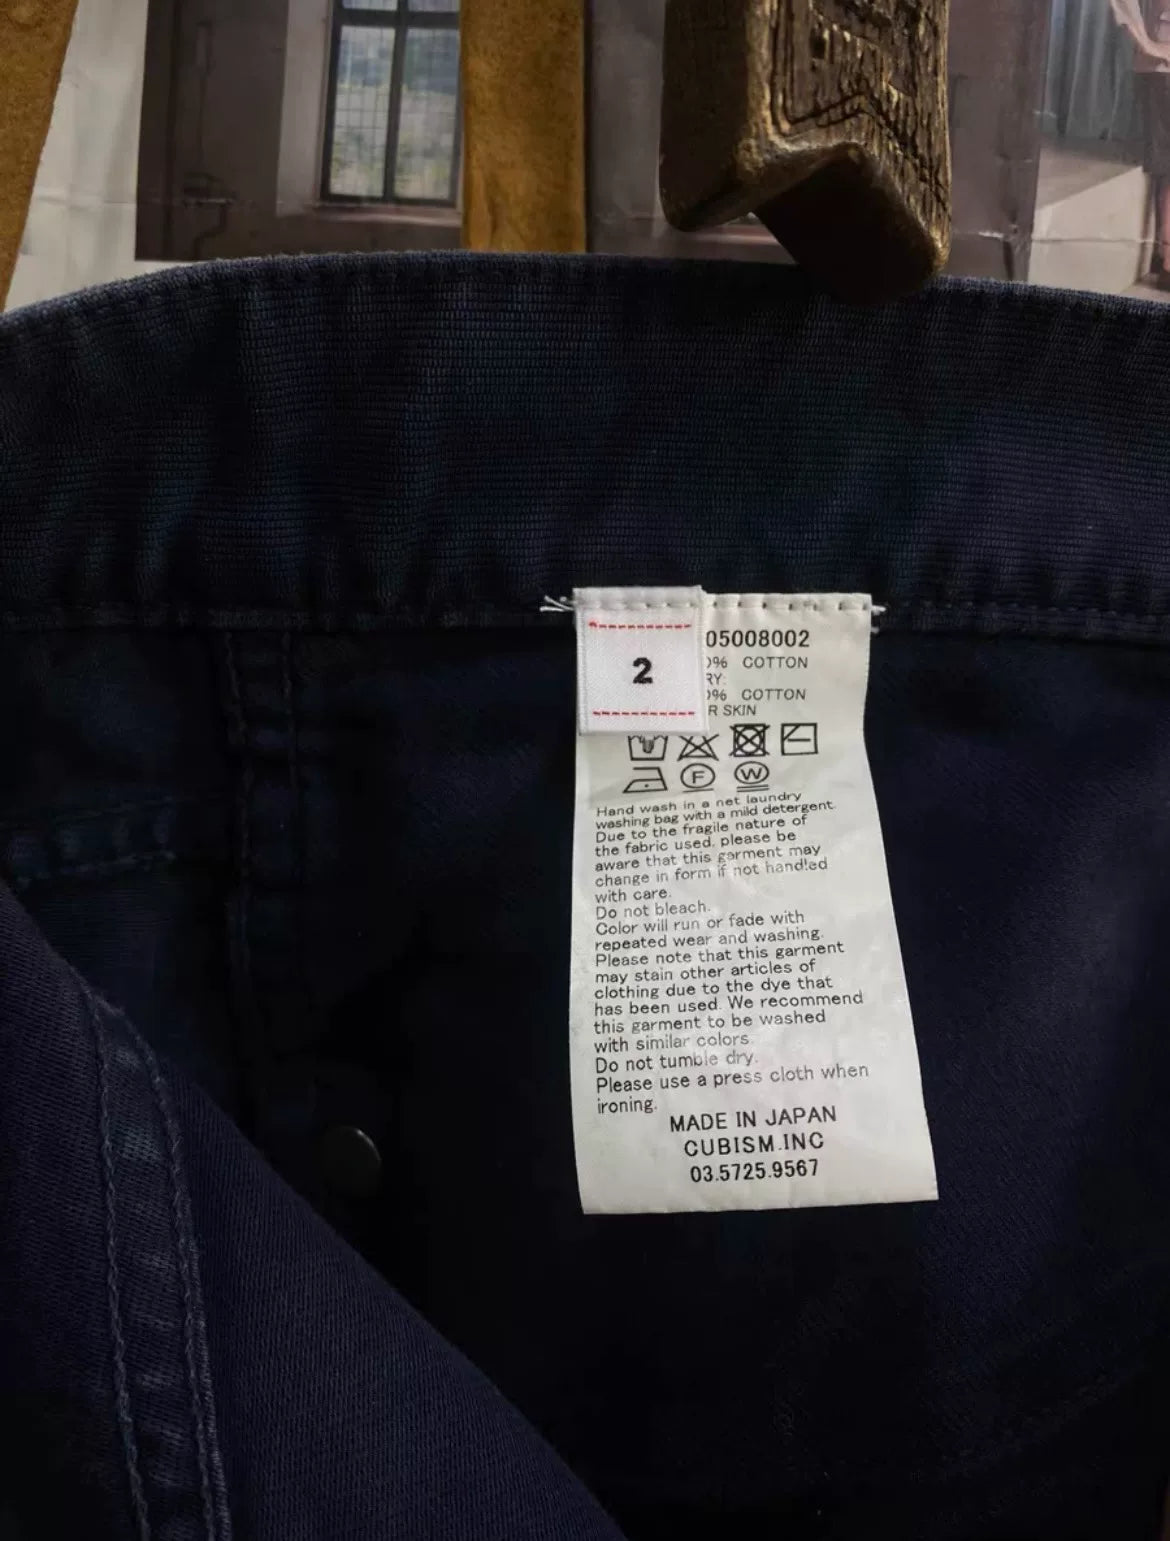 2
05008002
0% COTTON
RY:
0% COTTON
R SKIN
F W
Hand wash in a net laundry
washing bag with a mild detergent.
Due to the fragile nature of
the fabric used, please be
aware that this garment may
change in form if not handled
with care.
Do not bleach.
Color will run or fade with
repeated wear and washing.
Please note that this garment
may stain other articles of
clothing due to the dye that
has been used. We recommend
this garment to be washed
with similar colors.
Do not tumble dry.
Please use a press cloth when
ironing.
MADE IN JAPAN
CUBISM.INC
03.5725.9567